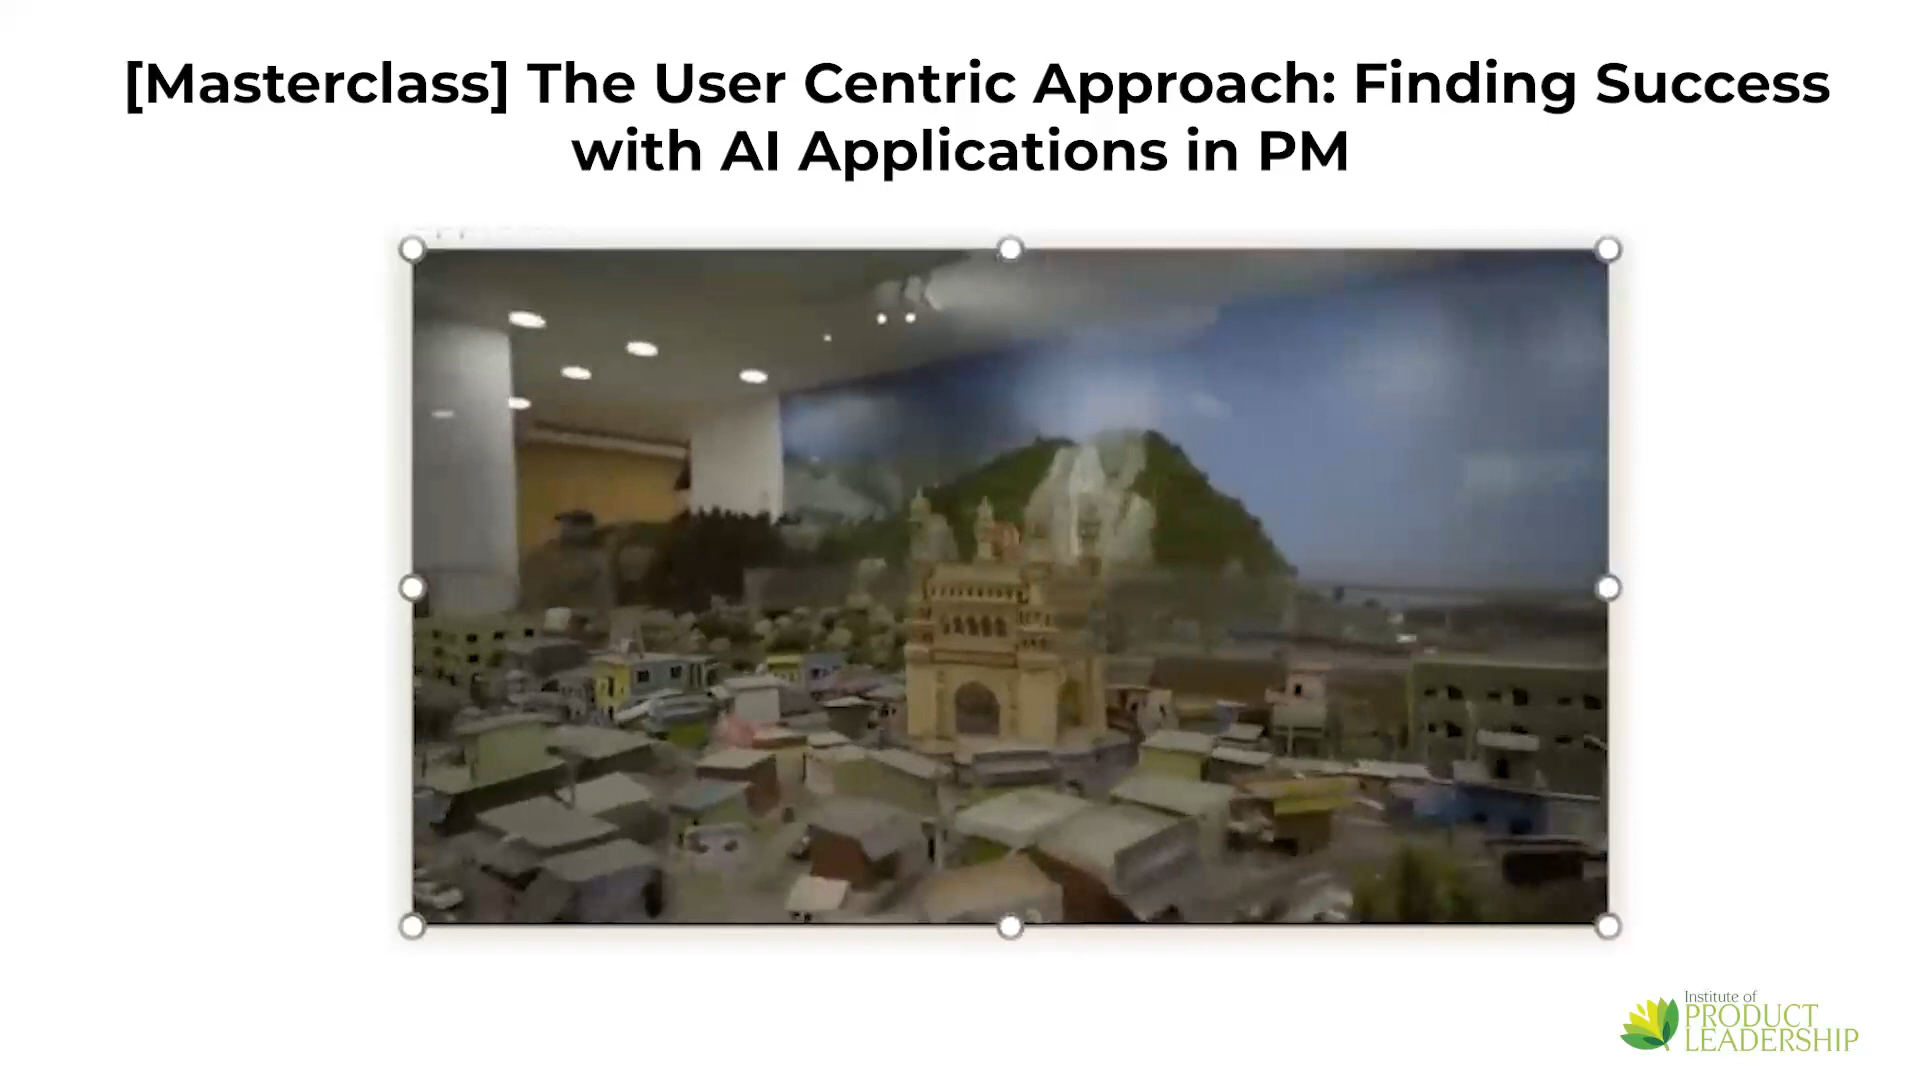 [Masterclass] The User Centric Approach: Finding Success
with AI Applications in PM
Institute of
PRODUCT
LEADERSHIP